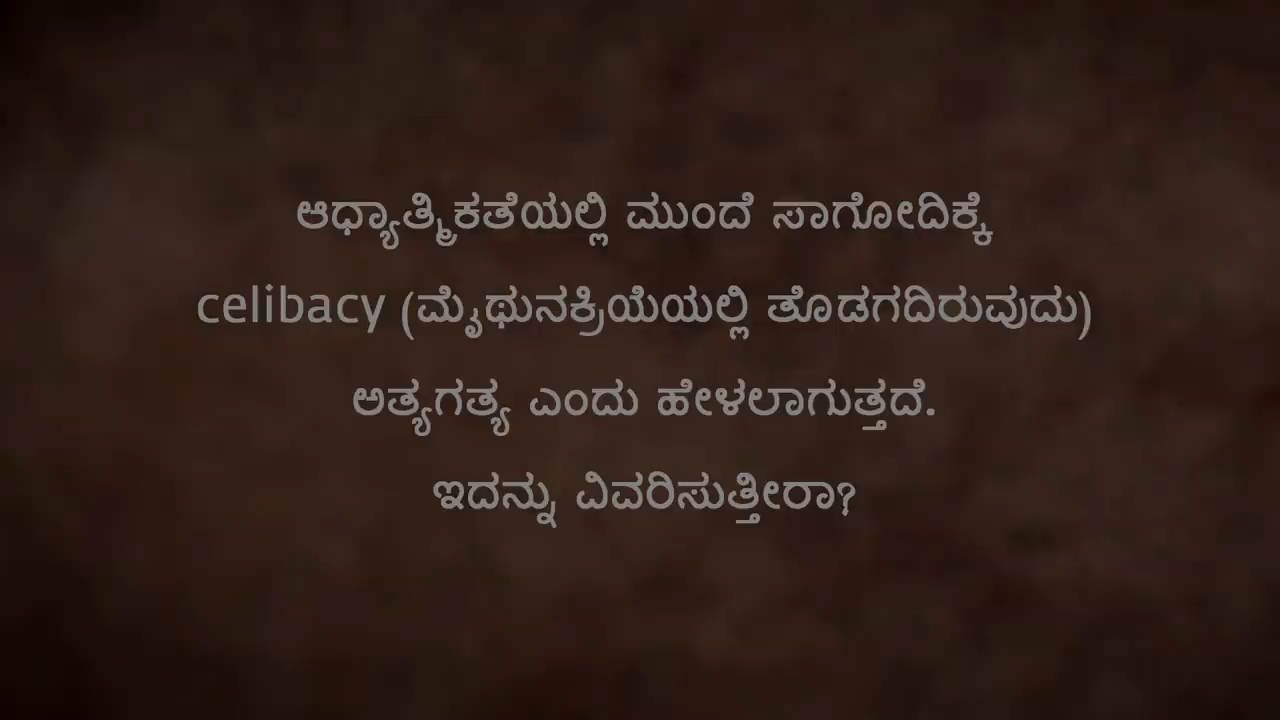 ಆಧ್ಯಾತ್ಮಿಕತೆಯಲ್ಲಿ ಮುಂದೆ ಸಾಗೋದಿಕ್ಕೆ
celibacy (ಮೈಥುನಕ್ರಿಯೆಯಲ್ಲಿ ತೊಡಗದಿರುವುದು)
ಅತ್ಯಗತ್ಯ ಎಂದು ಹೇಳಲಾಗುತ್ತದೆ.
ಇದನ್ನು ವಿವರಿಸುತ್ತೀರಾ?